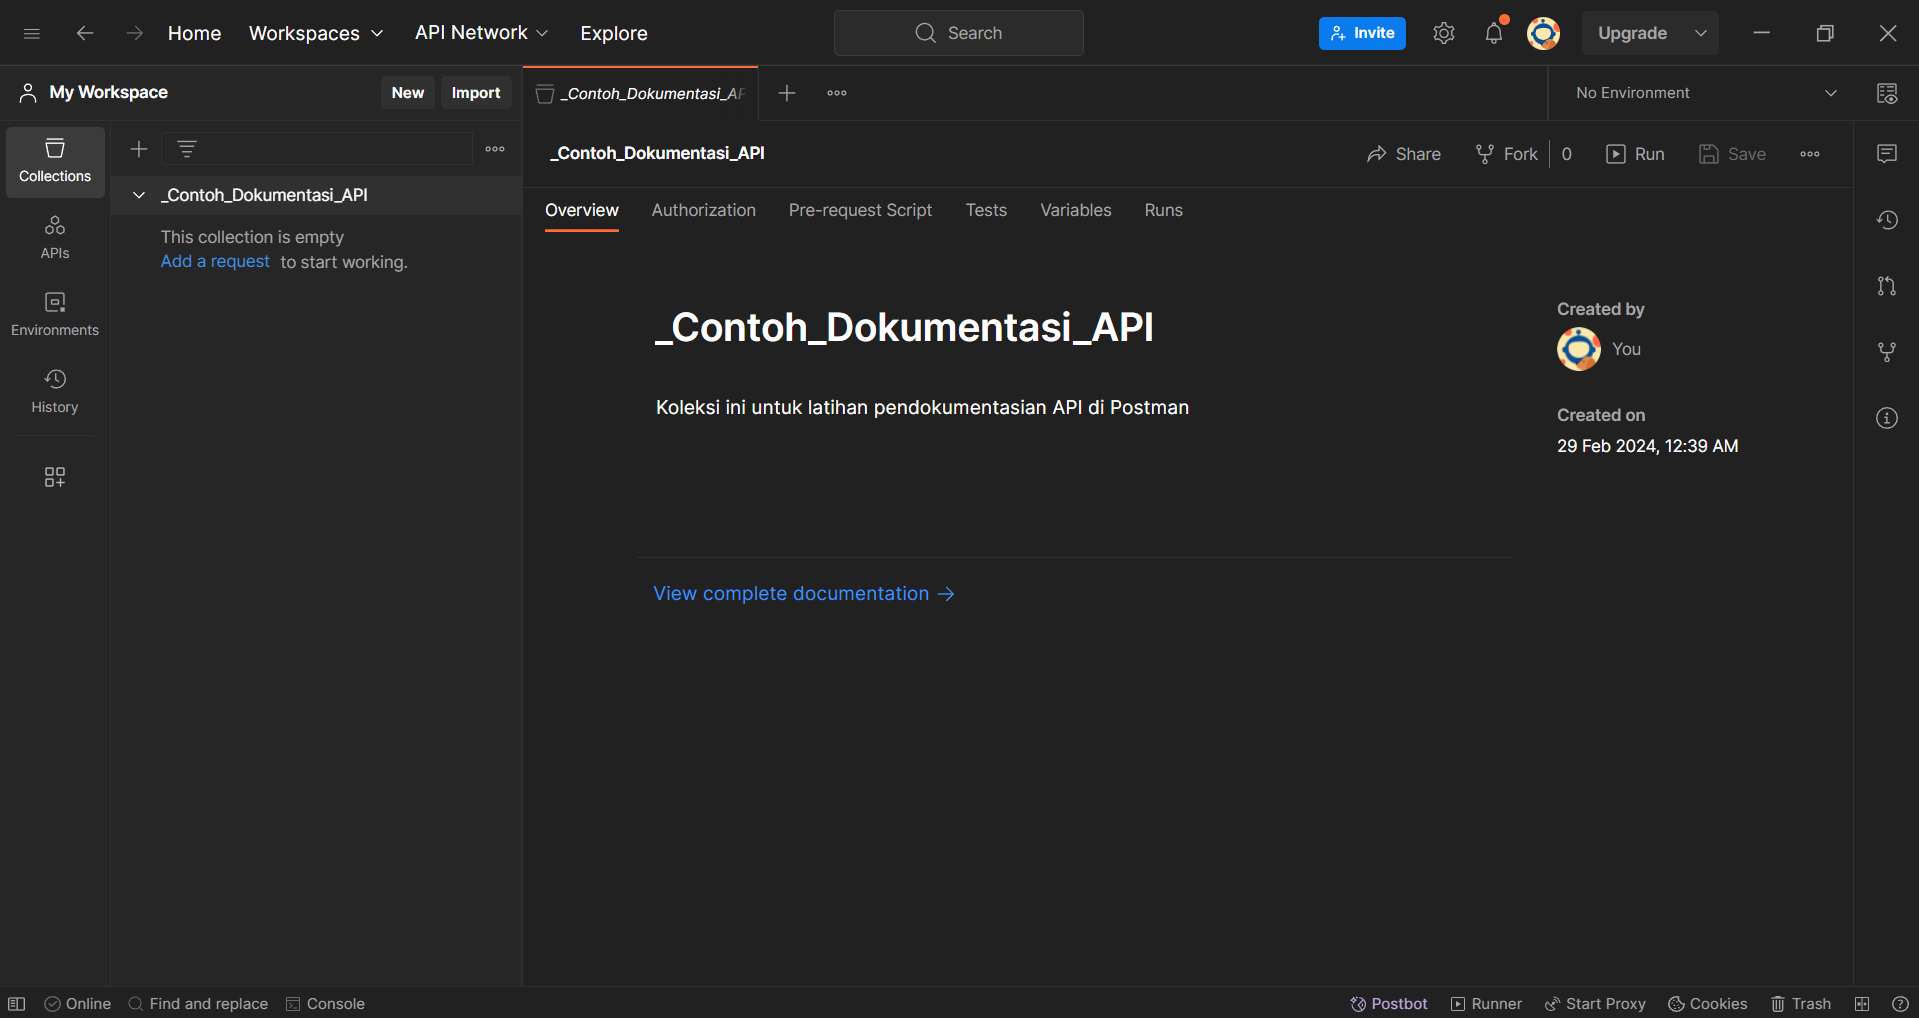 Home Workspaces API Network Explore Search Invite Upgrade
My Workspace New Import _Contoh_Dokumentasi_AP No Environment
Collections
APIs
Environments
History
_Contoh_Dokumentasi_API
This collection is empty
Add a request to start working.
_Contoh_Dokumentasi_API Share Fork 0 Run Save
Overview Authorization Pre-request Script Tests Variables Runs
_Contoh_Dokumentasi_API
Koleksi ini untuk latihan pendokumentasian API di Postman
View complete documentation →
Created by
You
Created on
29 Feb 2024, 12:39 AM
Online Find and replace Console Postbot Runner Start Proxy Cookies Trash